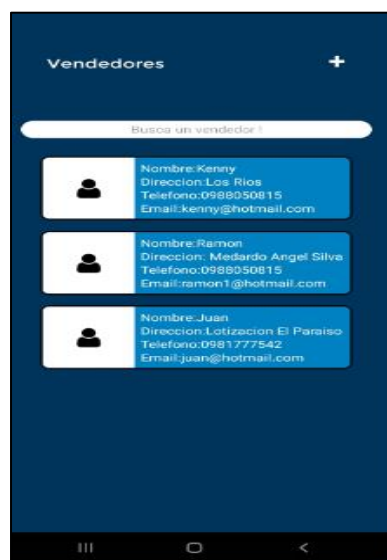 Vendedores +
Busca un vendedor !
Nombre:Kenny
Direccion:Los Rios
Telefono:0988050815
Email:kenny@hotmail.com
Nombre:Ramon
Direccion: Medardo Angel Silva
Telefono:0988050815
Email:ramon1@hotmail.com
Nombre:Juan
Direccion:Lotizacion El Paraiso
Telefono:0981777542
Email:juan@hotmail.com